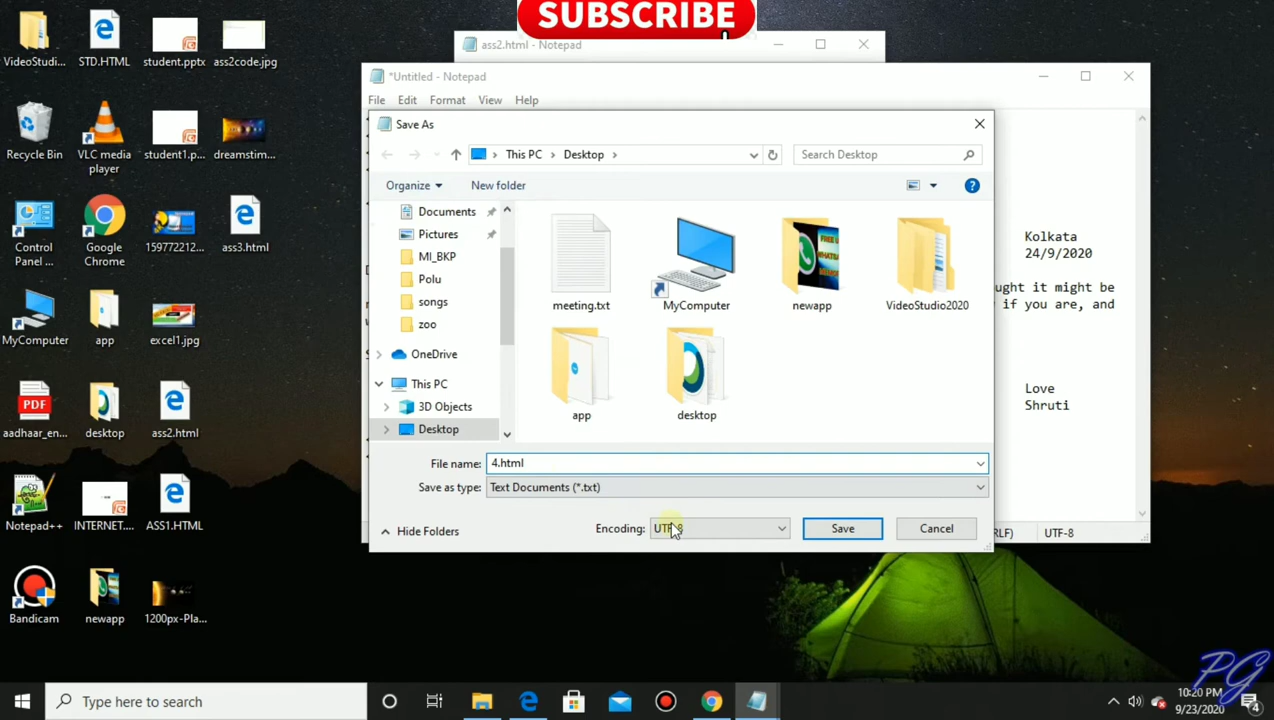 SUBSCRIBE
ass2.html - Notepad
*Untitled - Notepad
File Edit Format View Help
Save As
This PC > Desktop >
Search Desktop
Organize
New folder
Documents
Pictures
MI_BKP
Polu
songs
zoo
OneDrive
This PC
3D Objects
Desktop
meeting.txt
MyComputer
newapp
VideoStudio2020
app
desktop
File name: 4.html
Save as type: Text Documents (*.txt)
Hide Folders
Encoding: UTF-8
Save
Cancel
Kolkata
24/9/2020
ught it might be
if you are, and
Love
Shruti
RLF)
UTF-8
VideoStudi...
STD.HTML
student.pptx
ass2code.jpg
Recycle Bin
VLC media
player
student1.p...
dreamstim...
Control
Panel ...
Google
Chrome
159772212...
ass3.html
MyComputer
app
excel1.jpg
PDF
aadhaar_en...
desktop
ass2.html
Notepad++
INTERNET....
ASS1.HTML
Bandicam
newapp
1200px-Pla...
Type here to search
10:20 PM
9/23/2020
4
PG